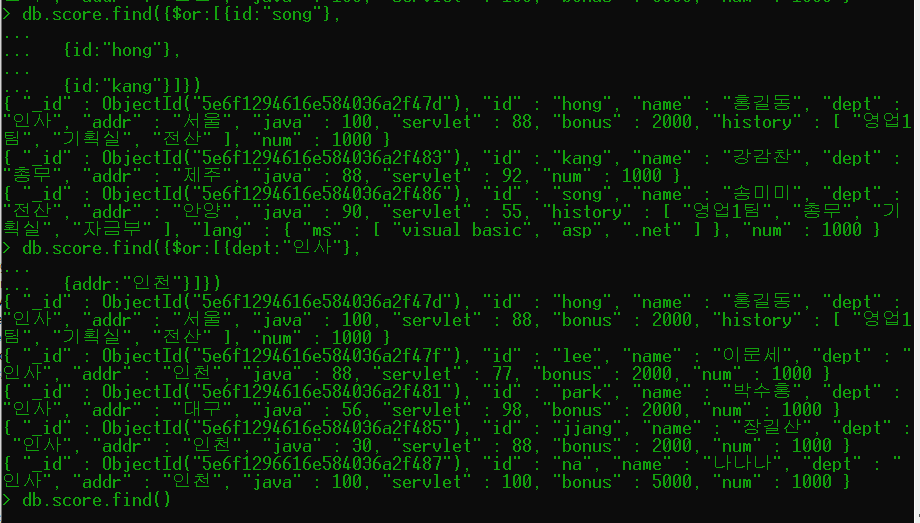 > db.score.find({$or:[{id:"song"},
...
...    {id:"hong"},
...
...    {id:"kang"}]})
{ "_id" : ObjectId("5e6f1294616e584036a2f47d"), "id" : "hong", "name" : "홍길동", "dept" :
"인사", "addr" : "서울", "java" : 100, "servlet" : 88, "bonus" : 2000, "history" : [ "영업1
팀", "기획실", "전산" ], "num" : 1000 }
{ "_id" : ObjectId("5e6f1294616e584036a2f483"), "id" : "kang", "name" : "강감찬", "dept" :
"총무", "addr" : "제주", "java" : 88, "servlet" : 92, "num" : 1000 }
{ "_id" : ObjectId("5e6f1294616e584036a2f486"), "id" : "song", "name" : "송미미", "dept" :
"전산", "addr" : "안양", "java" : 90, "servlet" : 55, "history" : [ "영업1팀", "총무", "기
획실", "자금부" ], "lang" : { "ms" : [ "visual basic", "asp", ".net" ] }, "num" : 1000 }
> db.score.find({$or:[{dept:"인사"},
...
...    {addr:"인천"}]})
{ "_id" : ObjectId("5e6f1294616e584036a2f47d"), "id" : "hong", "name" : "홍길동", "dept" :
"인사", "addr" : "서울", "java" : 100, "servlet" : 88, "bonus" : 2000, "history" : [ "영업1
팀", "기획실", "전산" ], "num" : 1000 }
{ "_id" : ObjectId("5e6f1294616e584036a2f47f"), "id" : "lee", "name" : "이문세", "dept" : "
인사", "addr" : "인천", "java" : 88, "servlet" : 77, "bonus" : 2000, "num" : 1000 }
{ "_id" : ObjectId("5e6f1294616e584036a2f481"), "id" : "park", "name" : "박수홍", "dept" :
"인사", "addr" : "대구", "java" : 56, "servlet" : 98, "bonus" : 2000, "num" : 1000 }
{ "_id" : ObjectId("5e6f1294616e584036a2f485"), "id" : "jjang", "name" : "장길산", "dept" :
"인사", "addr" : "인천", "java" : 30, "servlet" : 88, "bonus" : 2000, "num" : 1000 }
{ "_id" : ObjectId("5e6f1296616e584036a2f487"), "id" : "na", "name" : "나나나", "dept" : "
인사", "addr" : "인천", "java" : 100, "servlet" : 100, "bonus" : 5000, "num" : 1000 }
> db.score.find()